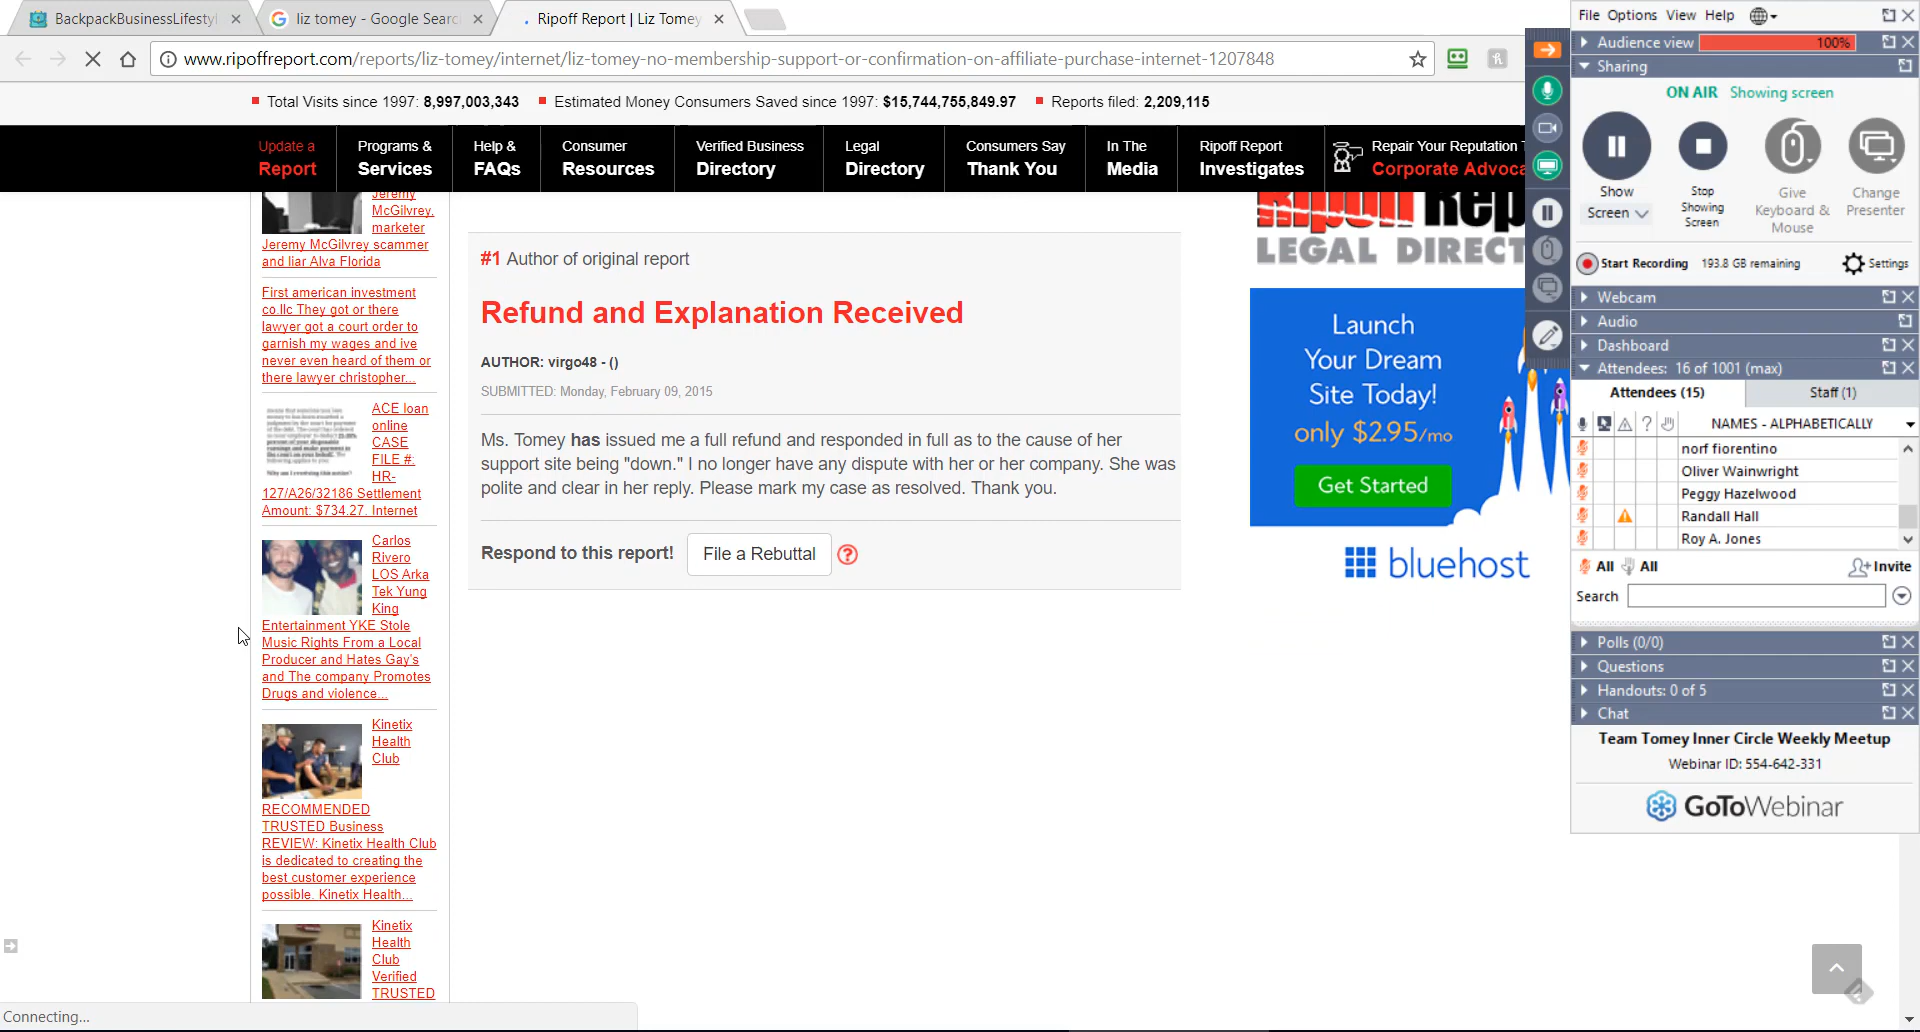 BackpackBusinessLifestyl
liz tomey - Google Searc
Ripoff Report | Liz Tomey
www.ripoffreport.com/reports/liz-tomey/internet/liz-tomey-no-membership-support-or-confirmation-on-affiliate-purchase-internet-1207848
Total Visits since 1997: 8,997,003,343
Estimated Money Consumers Saved since 1997: $15,744,755,849.97
Reports filed: 2,209,115
Update a
Report
Programs &
Services
Help &
FAQs
Consumer
Resources
Verified Business
Directory
Legal
Directory
Consumers Say
Thank You
In The
Media
Ripoff Report
Investigates
Repair Your Reputation T
Corporate Advoca
Jeremy
McGilvrey,
marketer
Jeremy McGilvrey scammer
and liar Alva Florida
First american investment
co.llc They got or there
lawyer got a court order to
garnish my wages and ive
never even heard of them or
there lawyer christopher...
ACE loan
online
CASE
FILE #:
HR-
127/A26/32186 Settlement
Amount: $734.27. Internet
Carlos
Rivero
LOS Arka
Tek Yung
King
Entertainment YKE Stole
Music Rights From a Local
Producer and Hates Gay's
and The company Promotes
Drugs and violence...
Kinetix
Health
Club
RECOMMENDED
TRUSTED Business
REVIEW: Kinetix Health Club
is dedicated to creating the
best customer experience
possible. Kinetix Health...
Kinetix
Health
Club
Verified
TRUSTED
#1 Author of original report
Refund and Explanation Received
AUTHOR: virgo48 - ()
SUBMITTED: Monday, February 09, 2015
Ms. Tomey has issued me a full refund and responded in full as to the cause of her
support site being "down." I no longer have any dispute with her or her company. She was
polite and clear in her reply. Please mark my case as resolved. Thank you.
Respond to this report!
File a Rebuttal
?
Ripoff Rep
LEGAL DIRECT
Launch
Your Dream
Site Today!
only $2.95/mo
Get Started
bluehost
File Options View Help
Audience view
100%
Sharing
ON AIR Showing screen
Show
Screen
Stop
Showing
Screen
Give
Keyboard &
Mouse
Change
Presenter
Start Recording
193.8 GB remaining
Settings
Webcam
Audio
Dashboard
Attendees: 16 of 1001 (max)
Attendees (15)
Staff (1)
?
NAMES - ALPHABETICALLY
norf fiorentino
Oliver Wainwright
Peggy Hazelwood
Randall Hall
Roy A. Jones
All
All
Invite
Search
Polls (0/0)
Questions
Handouts: 0 of 5
Chat
Team Tomey Inner Circle Weekly Meetup
Webinar ID: 554-642-331
GoToWebinar
Connecting...